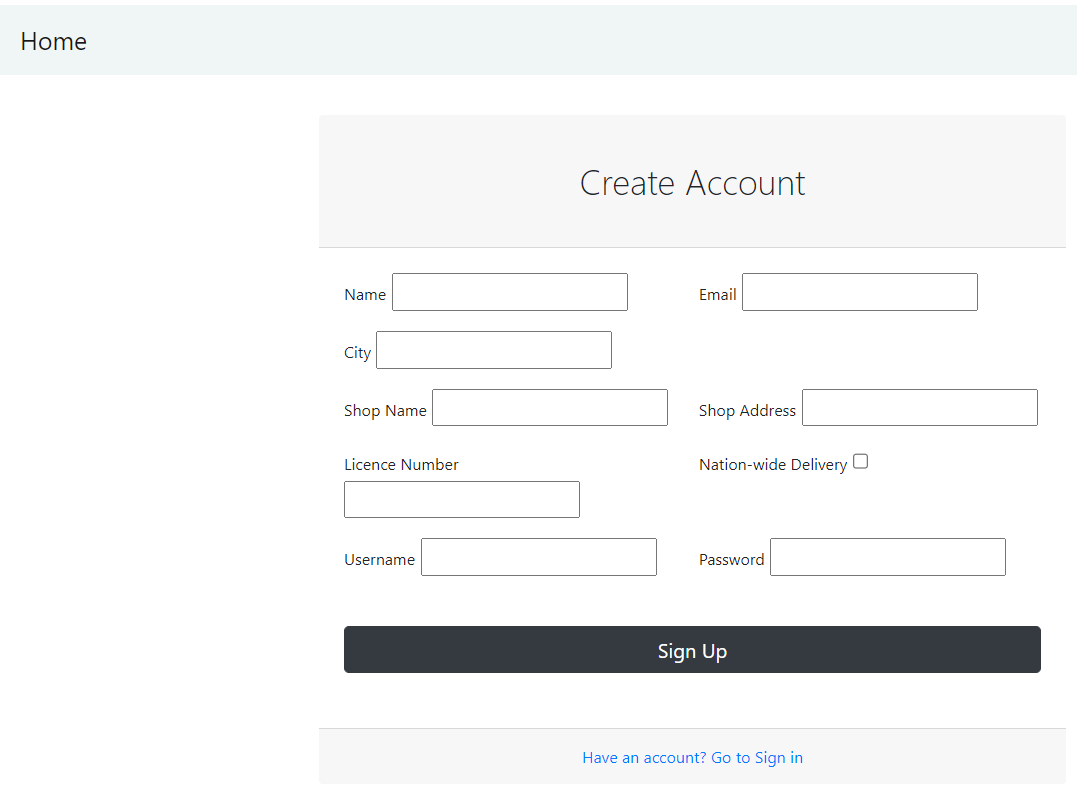 Home
Create Account
Name Email
City
Shop Name Shop Address
Licence Number Nation-wide Delivery
Username Password
Sign Up
Have an account? Go to Sign in